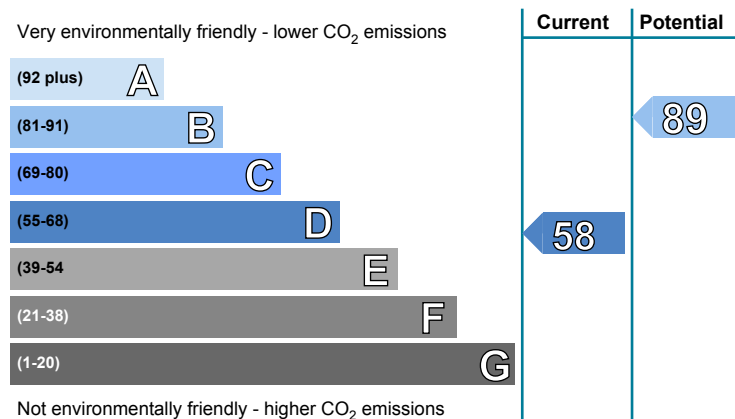 Very environmentally friendly - lower CO₂ emissions
Current
Potential
(92 plus) A
(81-91) B
89
(69-80) C
(55-68) D
58
(39-54 E
(21-38) F
(1-20) G
Not environmentally friendly - higher CO₂ emissions